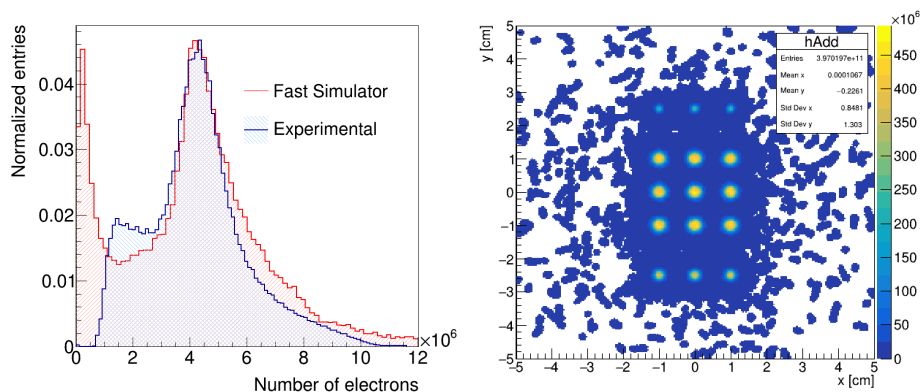 Normalized entries
0.04
0.03
0.02
0.01
0
Fast Simulator
Experimental
0 2 4 6 8 10 12
×10⁶
Number of electrons
y [cm]
5
4
3
2
1
0
−1
−2
−3
−4
−5
hAdd
Entries 3.970197e+11
Mean x 0.0001067
Mean y −0.2261
Std Dev x 0.8481
Std Dev y 1.303
−5 −4 −3 −2 −1 0 1 2 3 4 5
x [cm]
×10⁶
450
400
350
300
250
200
150
100
50
0